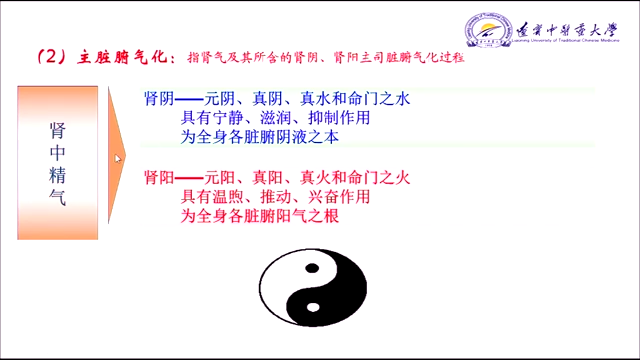 辽宁中医药大学
Liaoning University of Traditional Chinese Medicine
(2) 主脏腑气化：指肾气及其所含的肾阴、肾阳主司脏腑气化过程
肾中精气
肾阴——元阴、真阴、真水和命门之水
具有宁静、滋润、抑制作用
为全身各脏腑阴液之本
肾阳——元阳、真阳、真火和命门之火
具有温煦、推动、兴奋作用
为全身各脏腑阳气之根